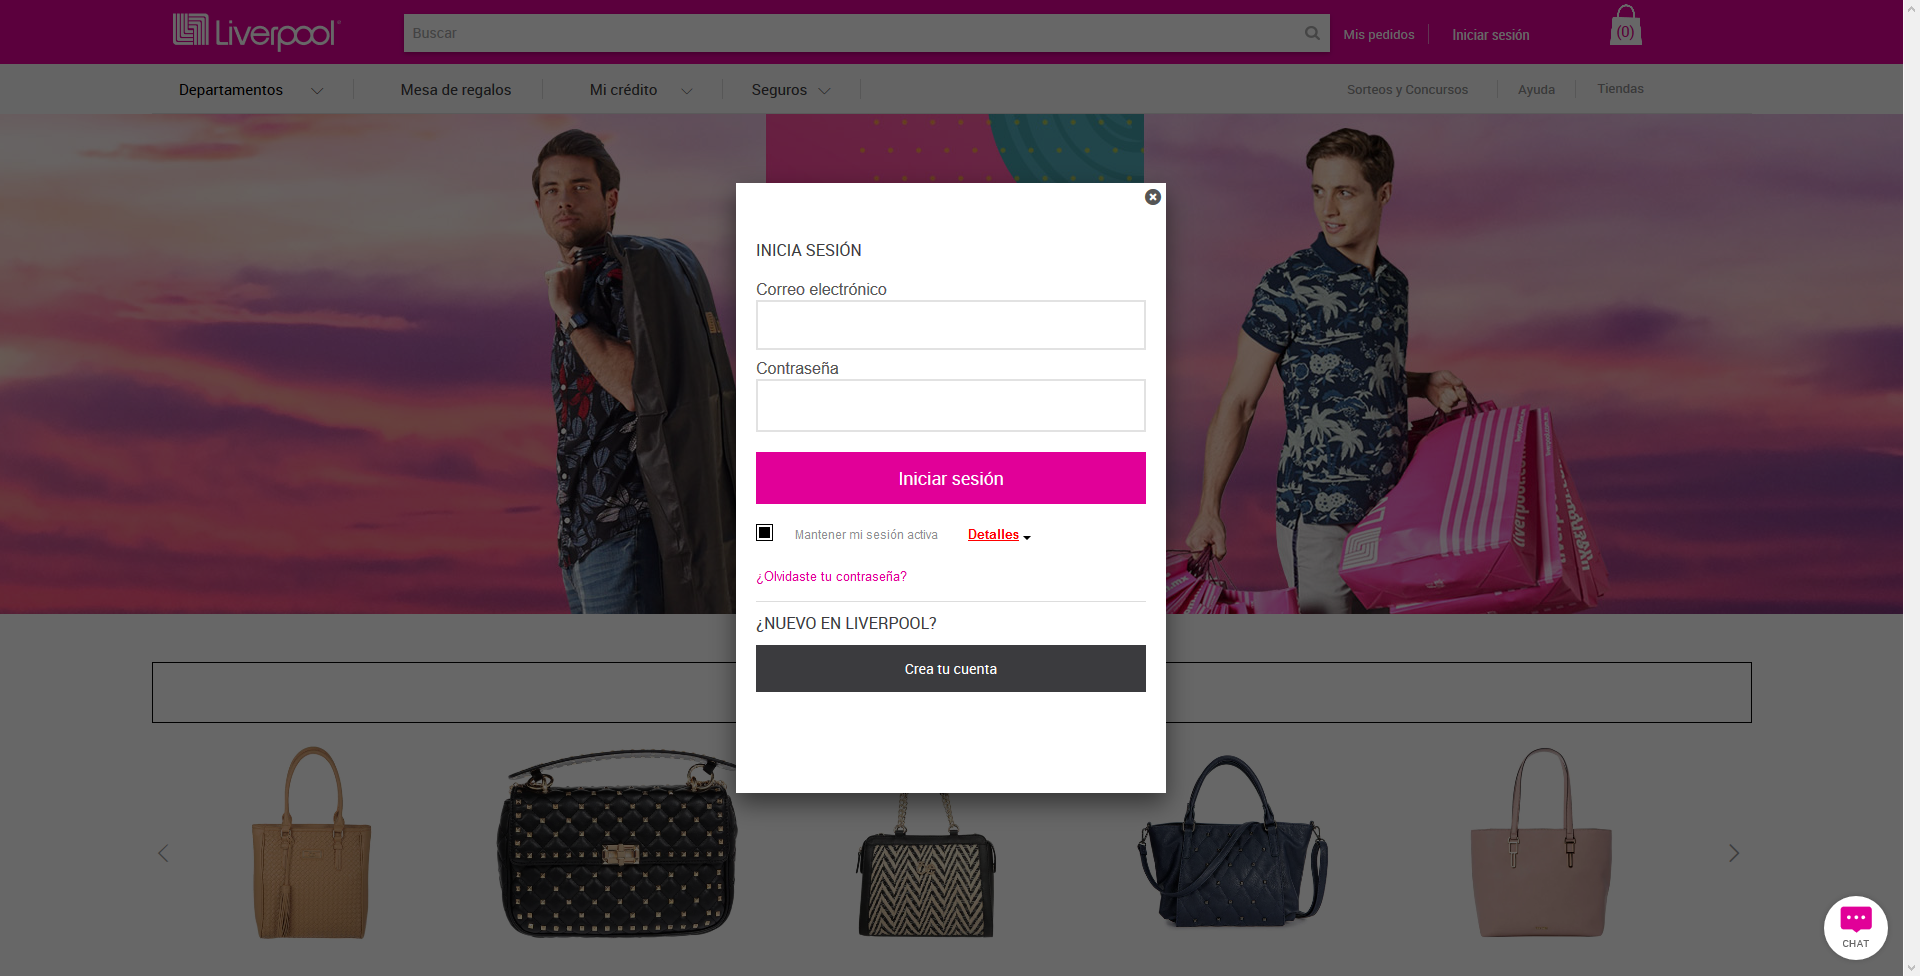 Liverpool
Buscar
Mis pedidos
Iniciar sesión
(0)
Departamentos
Mesa de regalos
Mi crédito
Seguros
Sorteos y Concursos
Ayuda
Tiendas
INICIA SESIÓN
Correo electrónico
Contraseña
Iniciar sesión
Mantener mi sesión activa
Detalles
¿Olvidaste tu contraseña?
¿NUEVO EN LIVERPOOL?
Crea tu cuenta
CHAT